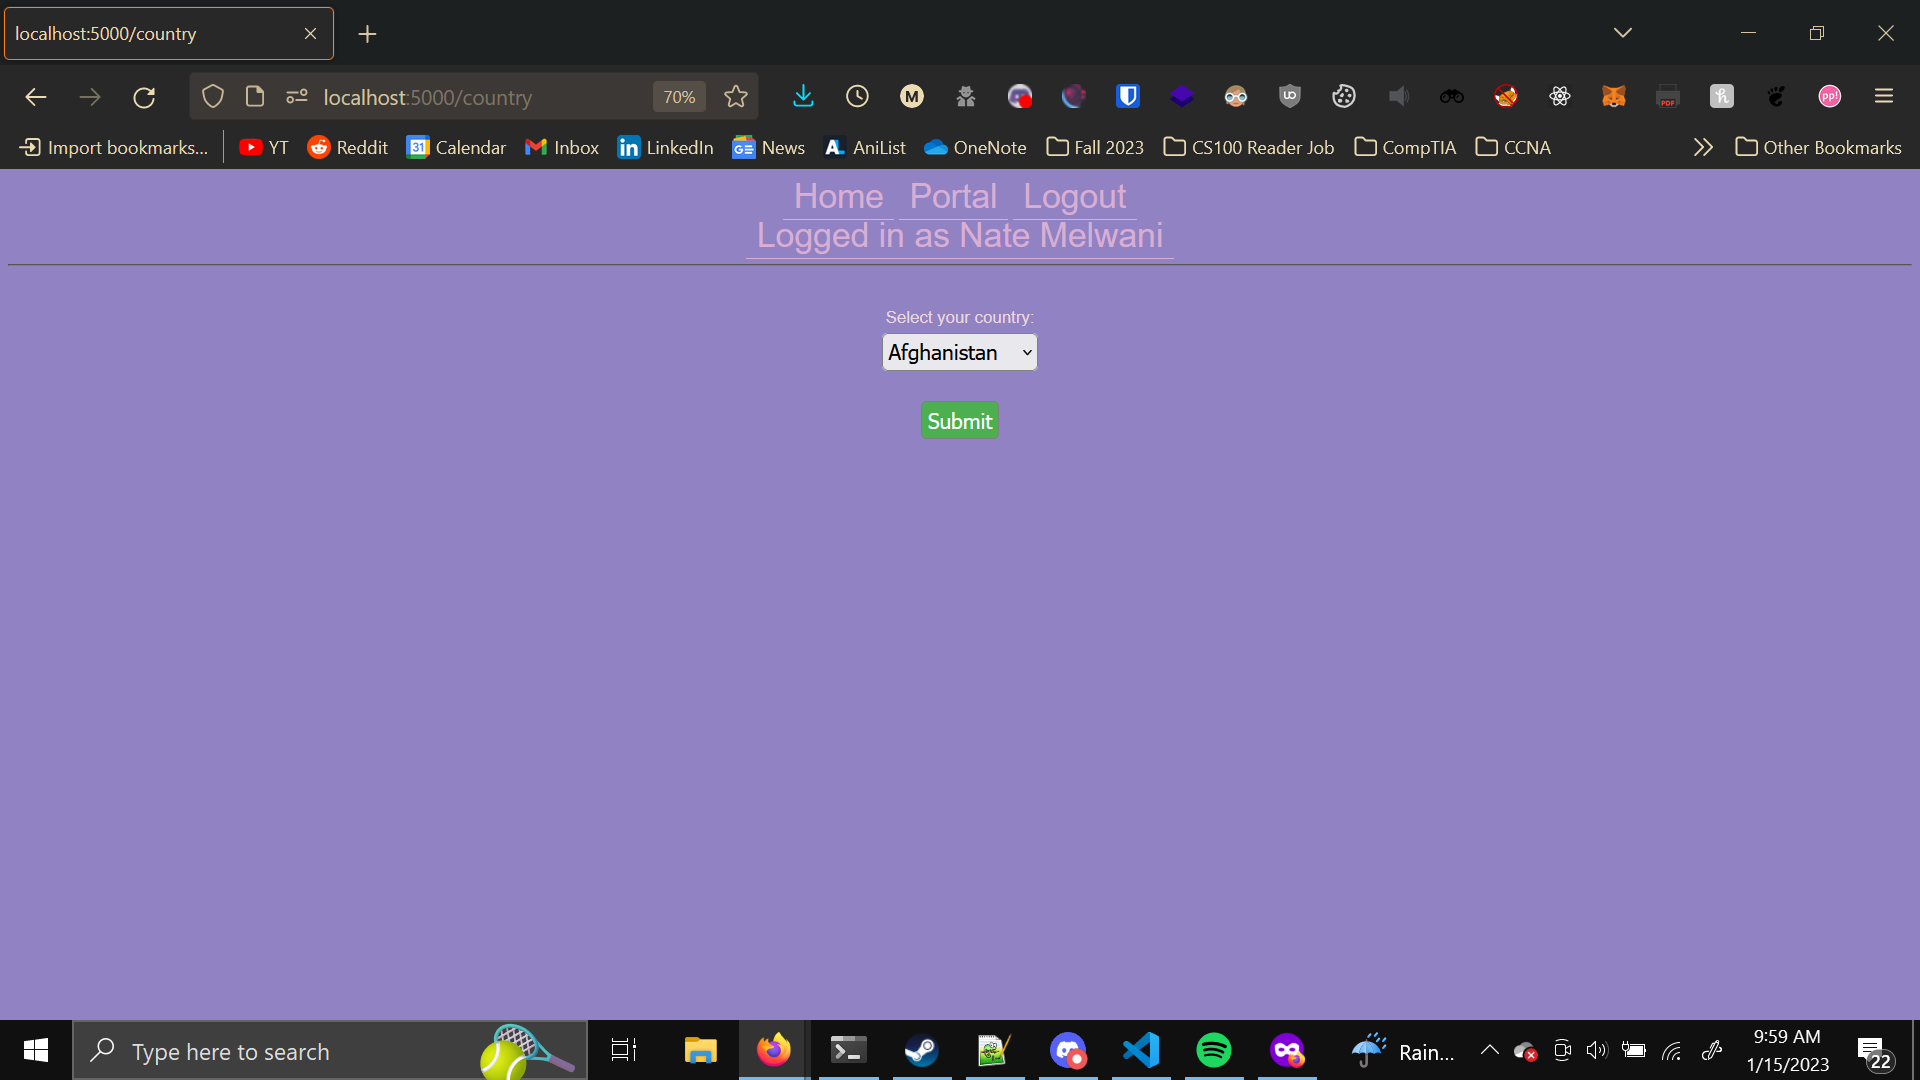 localhost:5000/country
localhost:5000/country 70%
Import bookmarks... YT Reddit Calendar Inbox LinkedIn News AniList OneNote Fall 2023 CS100 Reader Job CompTIA CCNA Other Bookmarks
Home Portal Logout
Logged in as Nate Melwani
Select your country:
Afghanistan
Submit
Type here to search
Rain...
9:59 AM
1/15/2023
22